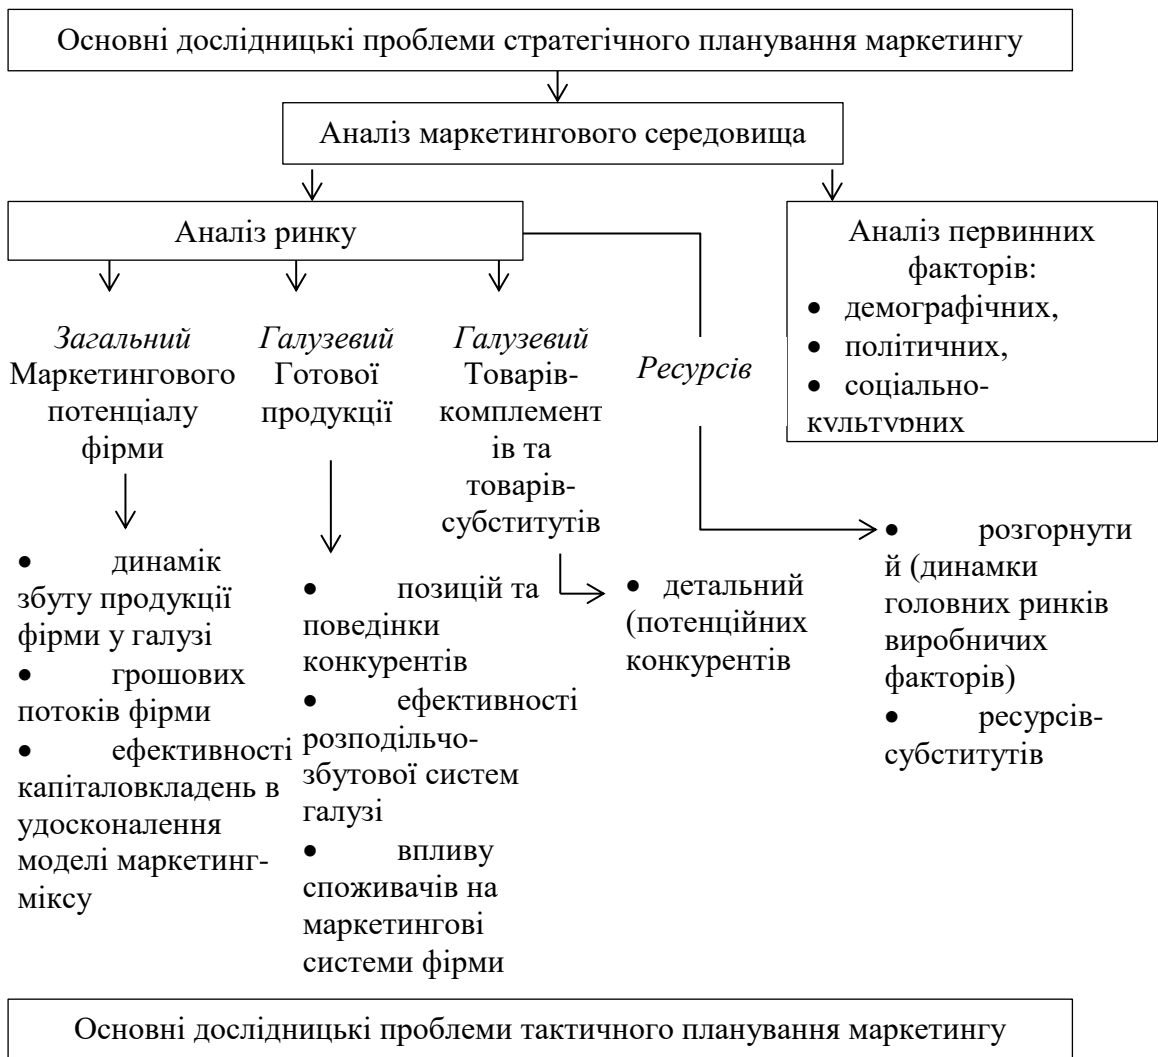 Основні дослідницькі проблеми стратегічного планування маркетингу
Аналіз маркетингового середовища
Аналіз ринку
Аналіз первинних
факторів:
• демографічних,
• політичних,
• соціально-
культурних
Загальний
Маркетингового
потенціалу
фірми
Галузевий
Готової
продукції
Галузевий
Товарів-
комплемент
ів та
товарів-
субститутів
Ресурсів
• динамік
збуту продукції
фірми у галузі
• грошових
потоків фірми
• ефективності
капіталовкладень в
удосконалення
моделі маркетинг-
міксу
• позицій та
поведінки
конкурентів
• ефективності
розподільчо-
збутової систем
галузі
• впливу
споживачів на
маркетингові
системи фірми
• детальний
(потенційних
конкурентів
• розгорнути
й (динамки
головних ринків
виробничих
факторів)
• ресурсів-
субститутів
Основні дослідницькі проблеми тактичного планування маркетингу